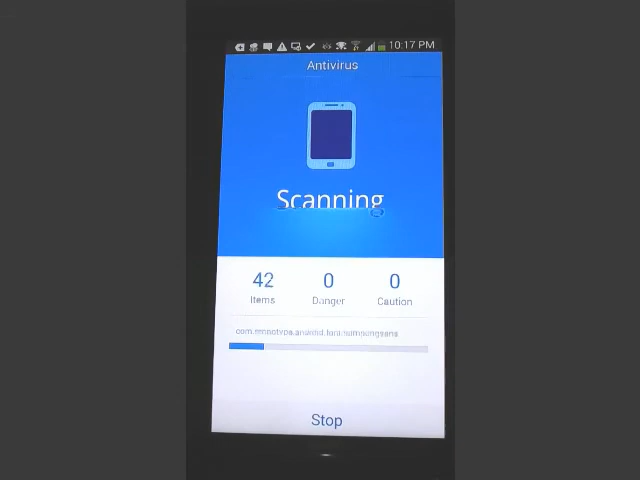 10:17 PM
Antivirus
Scanning
42 0 0
Items Danger Caution
Stop